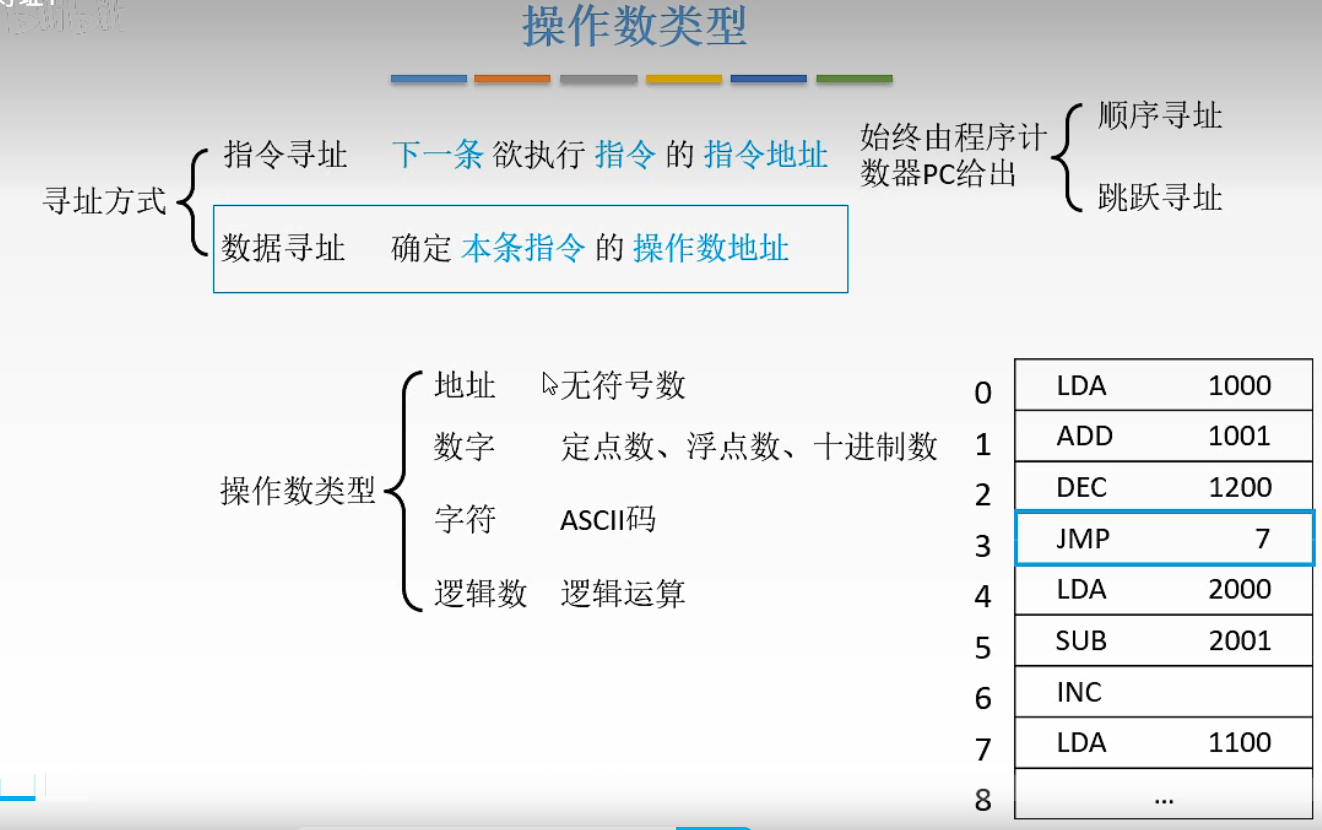 操作数类型
寻址方式
指令寻址 下一条 欲执行 指令 的 指令地址
始终由程序计
数器PC给出
顺序寻址
跳跃寻址
数据寻址 确定 本条指令 的 操作数地址
操作数类型
地址 无符号数
数字 定点数、浮点数、十进制数
字符 ASCII码
逻辑数 逻辑运算
0 LDA 1000
1 ADD 1001
2 DEC 1200
3 JMP 7
4 LDA 2000
5 SUB 2001
6 INC
7 LDA 1100
8 ...